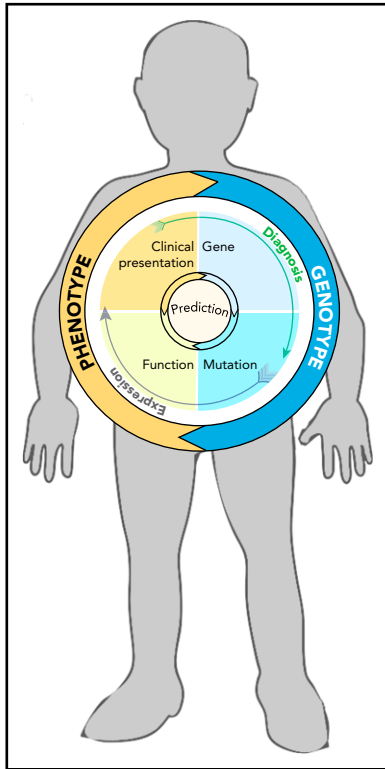 PHENOTYPE
GENOTYPE
Diagnosis
Clinical
presentation
Gene
Prediction
Function
Mutation
Expression